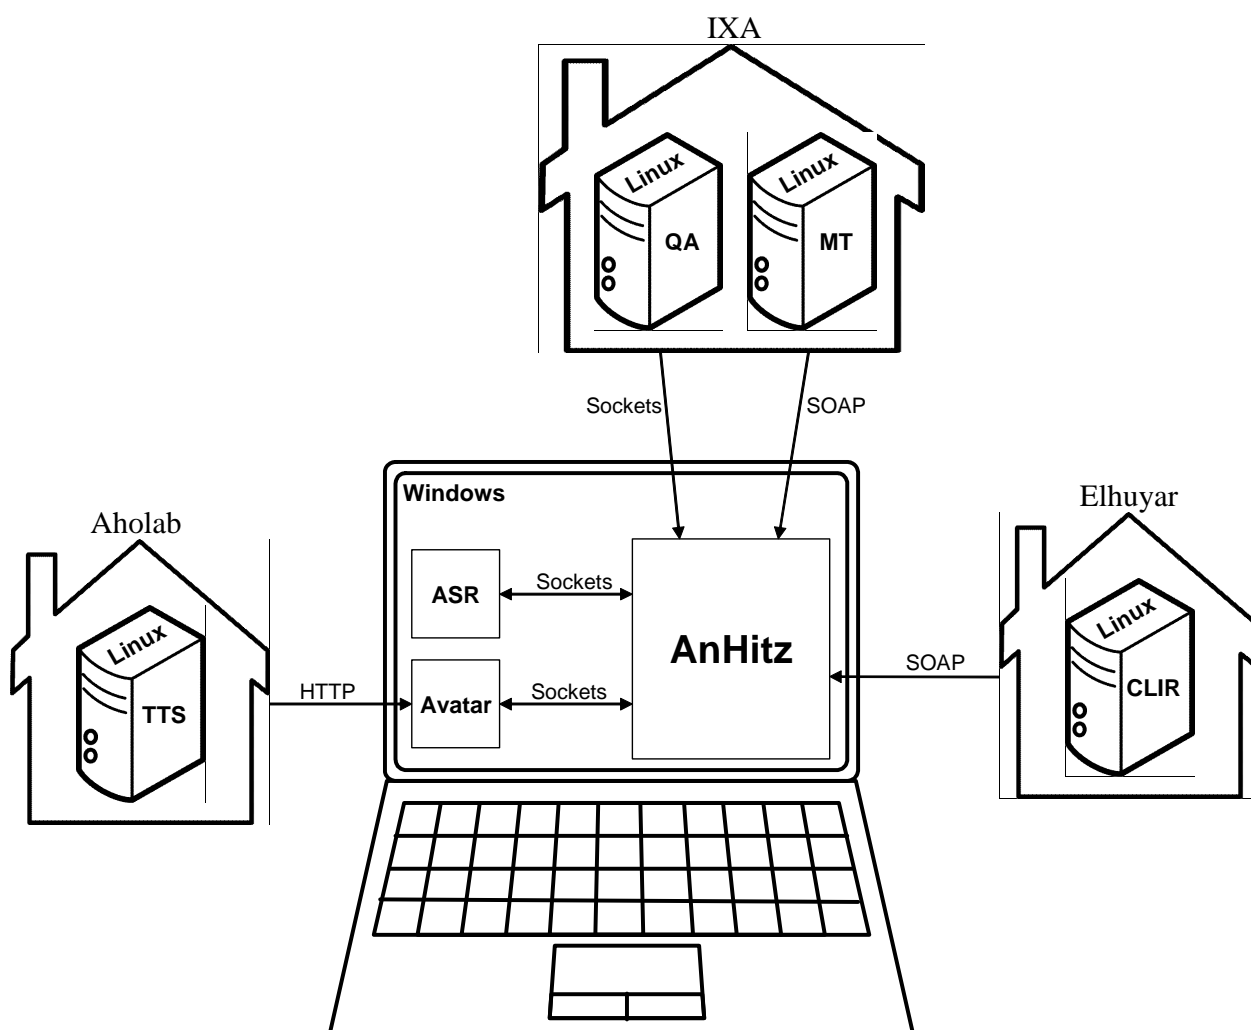 IXA
Linux
QA
Linux
MT
Sockets
SOAP
Windows
Elhuyar
Aholab
ASR
Sockets
AnHitz
Linux
TTS
HTTP
Avatar
Sockets
SOAP
Linux
CLIR